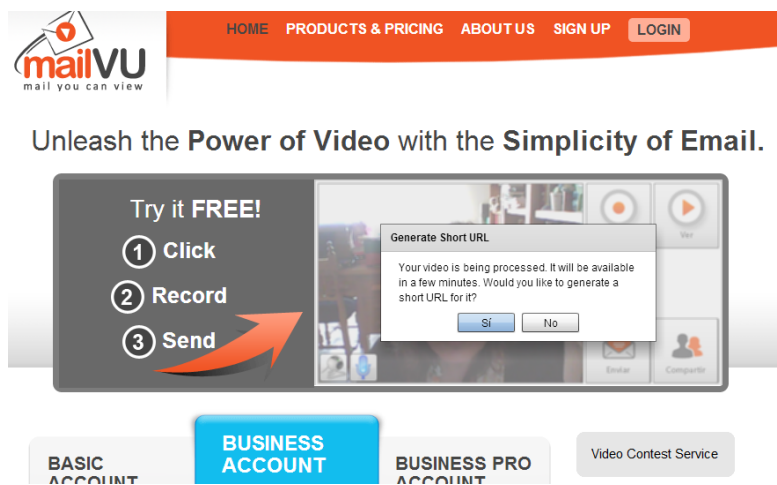 HOME PRODUCTS & PRICING ABOUT US SIGN UP LOGIN
mailVU
mail you can view
Unleash the Power of Video with the Simplicity of Email.
Try it FREE!
1 Click
2 Record
3 Send
Ver
Generate Short URL
Your video is being processed. It will be available
in a few minutes. Would you like to generate a
short URL for it?
Sí No
Enviar Compartir
BASIC
ACCOUNT
BUSINESS
ACCOUNT
BUSINESS PRO
ACCOUNT
Video Contest Service